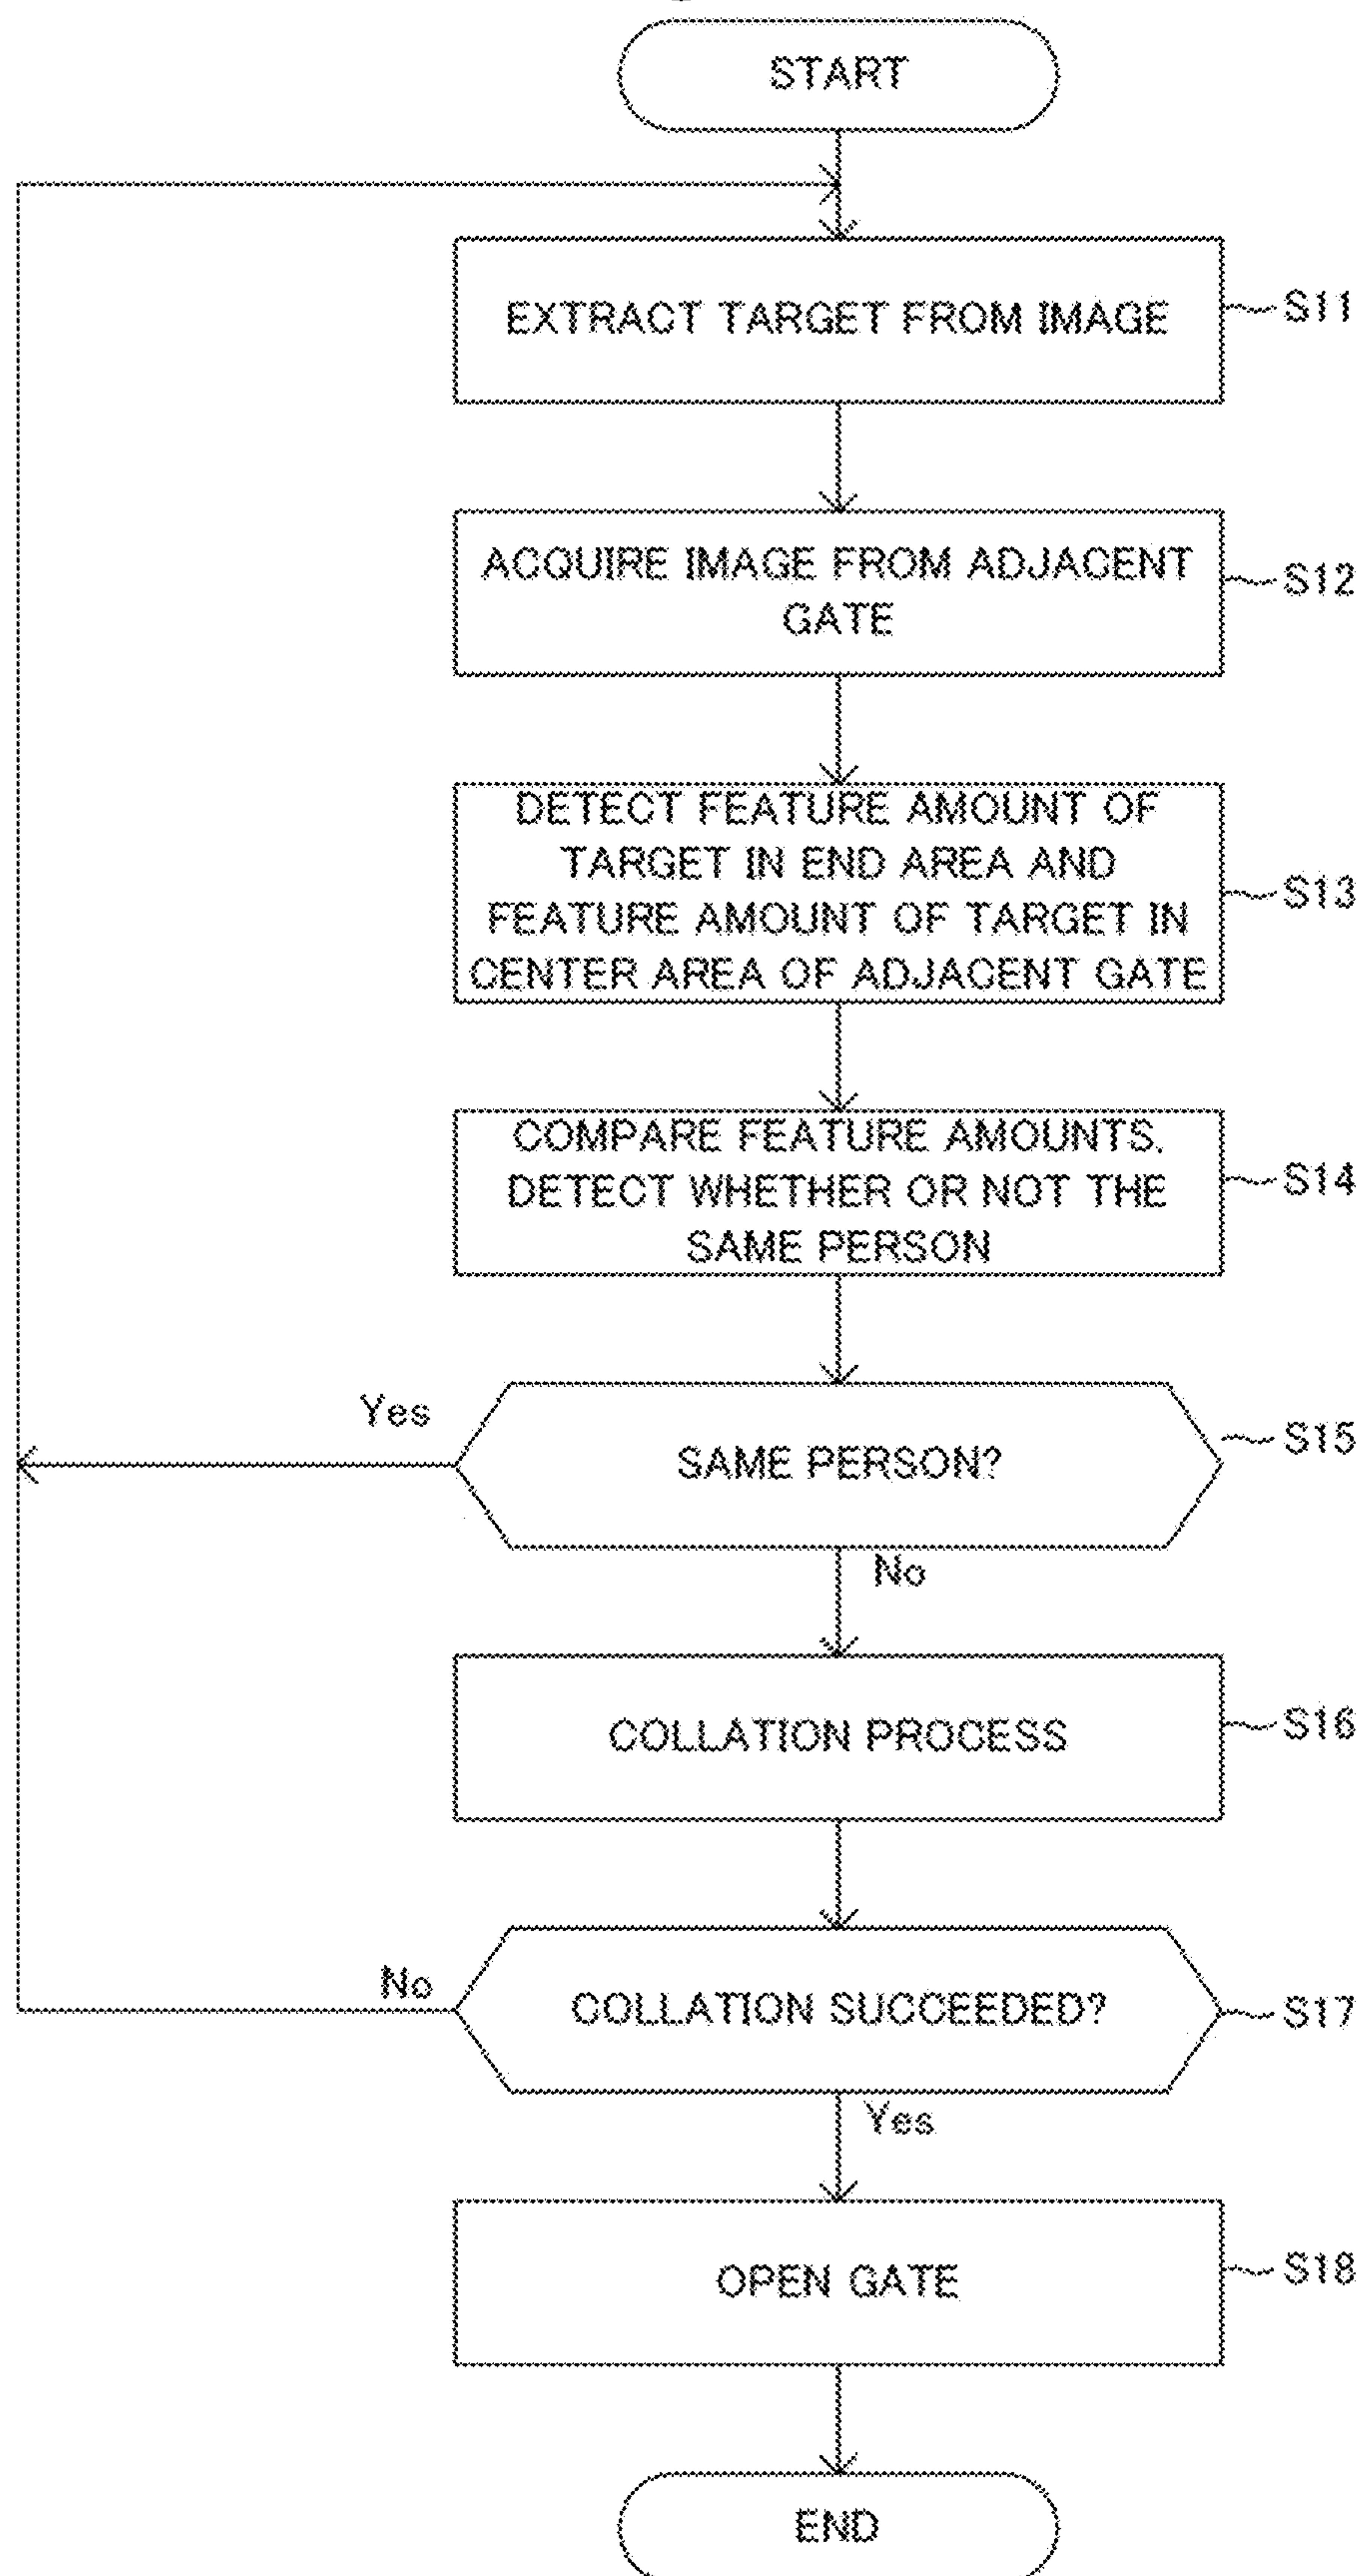 START
EXTRACT TARGET FROM IMAGE
S11
ACQUIRE IMAGE FROM ADJACENT
GATE
S12
DETECT FEATURE AMOUNT OF
TARGET IN END AREA AND
FEATURE AMOUNT OF TARGET IN
CENTER AREA OF ADJACENT GATE
S13
COMPARE FEATURE AMOUNTS.
DETECT WHETHER OR NOT THE
SAME PERSON
S14
Yes
SAME PERSON?
S15
No
COLLATION PROCESS
S16
No
COLLATION SUCCEEDED?
S17
Yes
OPEN GATE
S18
END